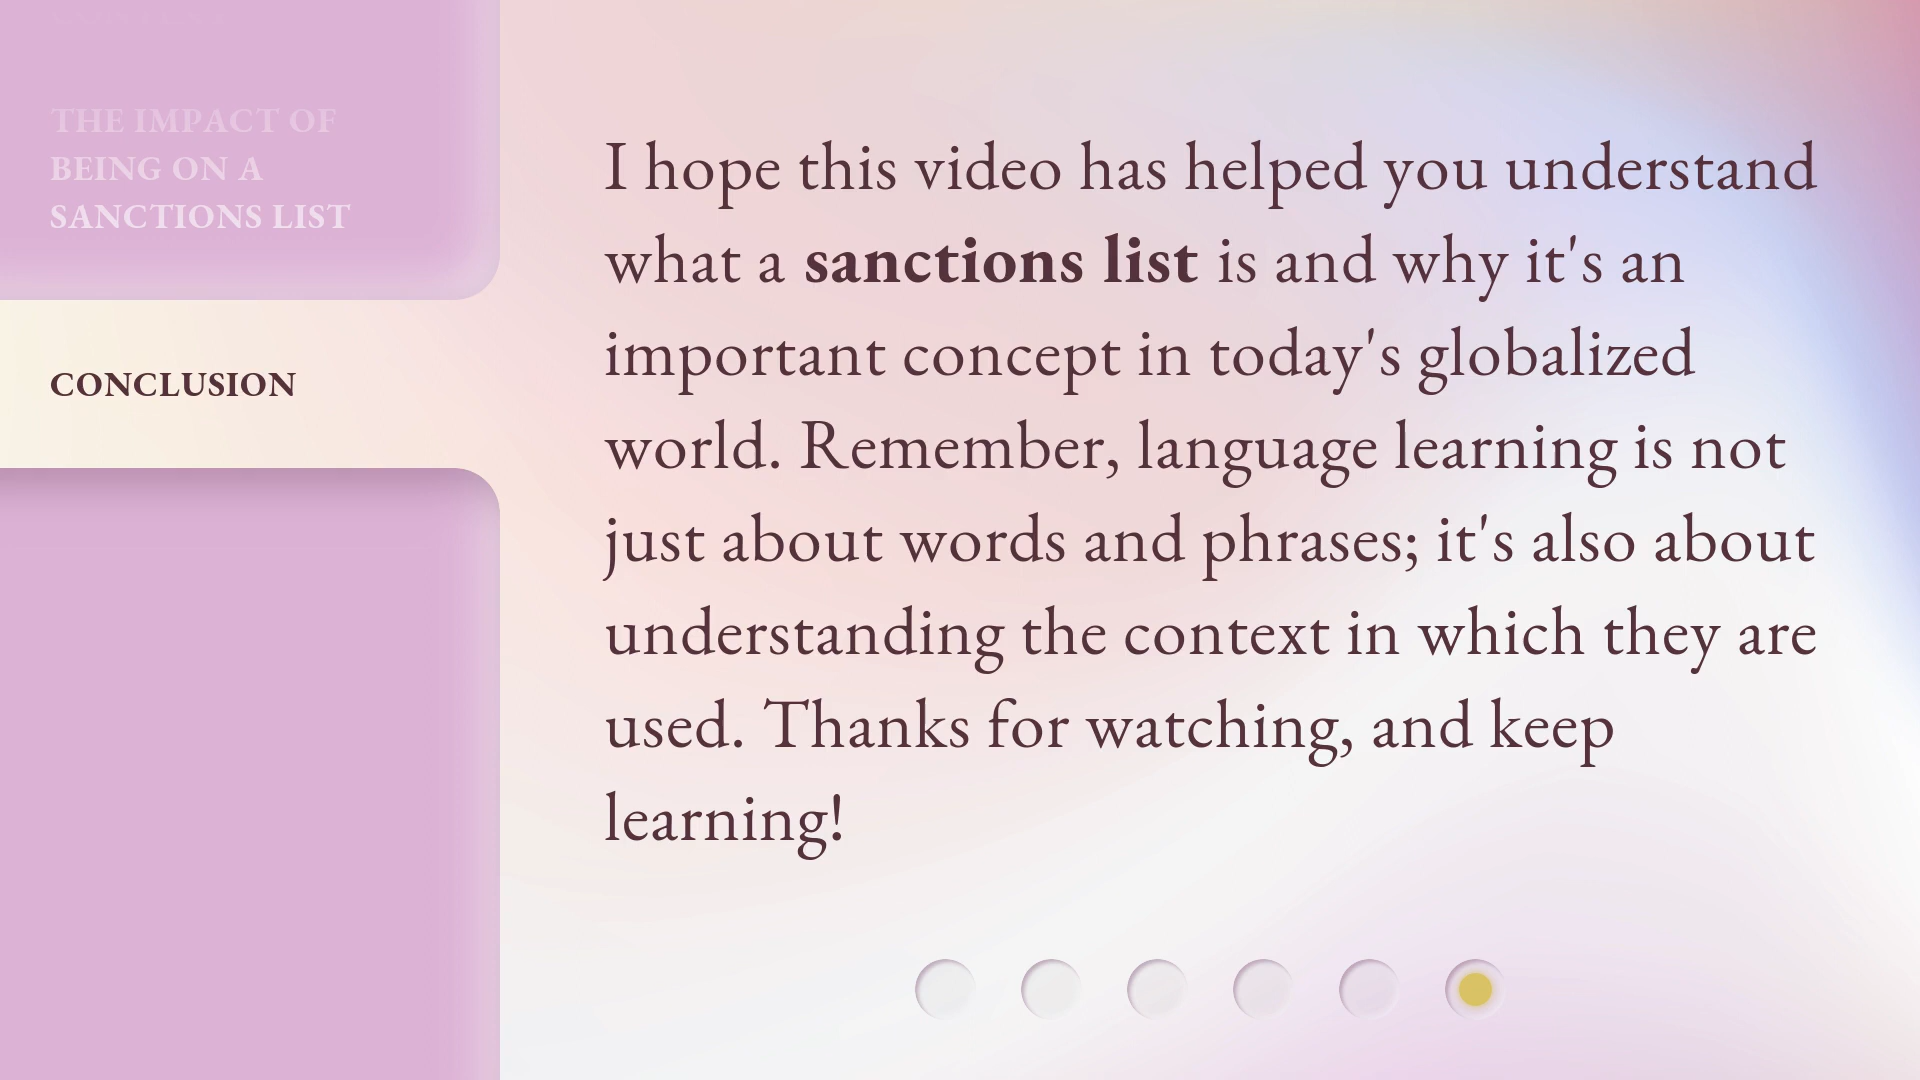 THE IMPACT OF
BEING ON A
SANCTIONS LIST
CONCLUSION
I hope this video has helped you understand
what a sanctions list is and why it's an
important concept in today's globalized
world. Remember, language learning is not
just about words and phrases; it's also about
understanding the context in which they are
used. Thanks for watching, and keep
learning!